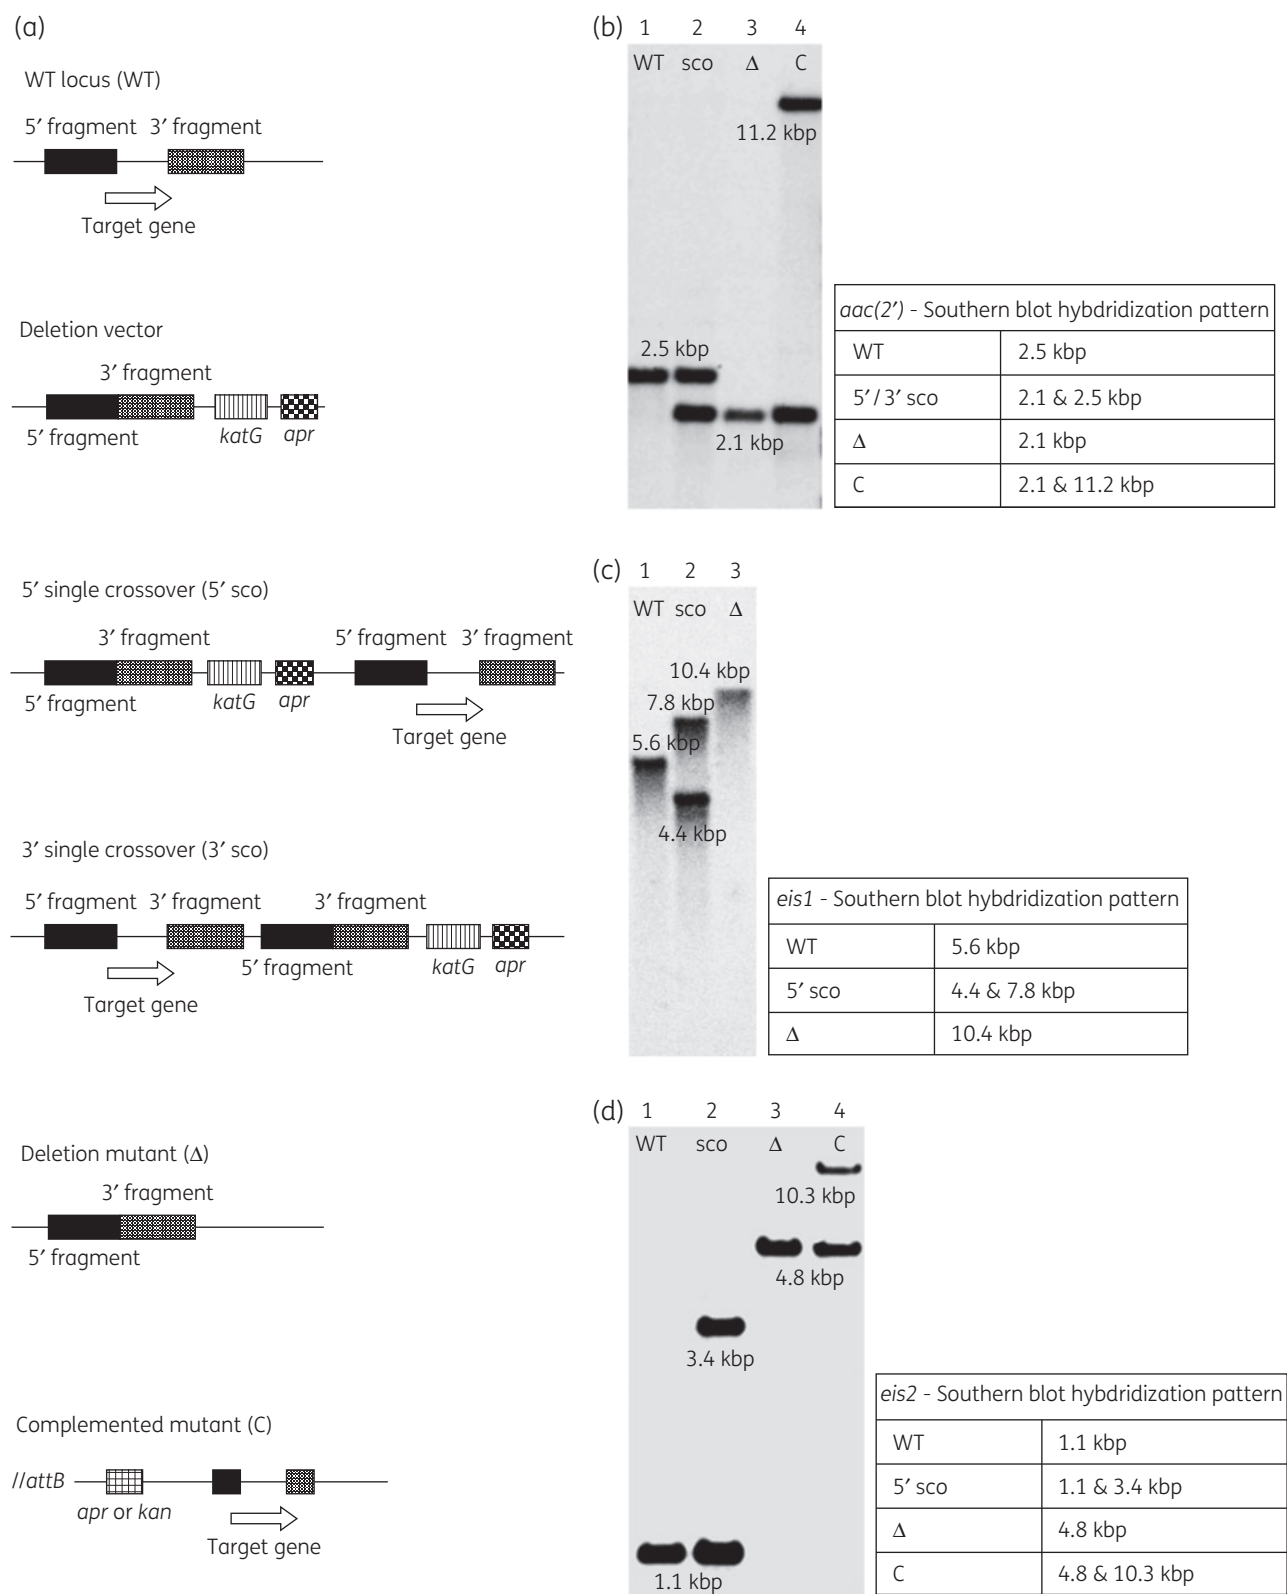 (a)
WT locus (WT)
5′ fragment 3′ fragment
Target gene
Deletion vector
3′ fragment
5′ fragment katG apr
5′ single crossover (5′ sco)
3′ fragment 5′ fragment 3′ fragment
5′ fragment katG apr
Target gene
3′ single crossover (3′ sco)
5′ fragment 3′ fragment 3′ fragment
5′ fragment katG apr
Target gene
Deletion mutant (Δ)
3′ fragment
5′ fragment
Complemented mutant (C)
//attB
apr or kan
Target gene
(b) 1 2 3 4
WT sco Δ C
11.2 kbp
2.5 kbp
2.1 kbp
aac(2′) - Southern blot hybdridization pattern
WT 2.5 kbp
5′/3′ sco 2.1 & 2.5 kbp
Δ 2.1 kbp
C 2.1 & 11.2 kbp
(c) 1 2 3
WT sco Δ
10.4 kbp
7.8 kbp
5.6 kbp
4.4 kbp
eis1 - Southern blot hybdridization pattern
WT 5.6 kbp
5′ sco 4.4 & 7.8 kbp
Δ 10.4 kbp
(d) 1 2 3 4
WT sco Δ C
10.3 kbp
4.8 kbp
3.4 kbp
1.1 kbp
eis2 - Southern blot hybdridization pattern
WT 1.1 kbp
5′ sco 1.1 & 3.4 kbp
Δ 4.8 kbp
C 4.8 & 10.3 kbp